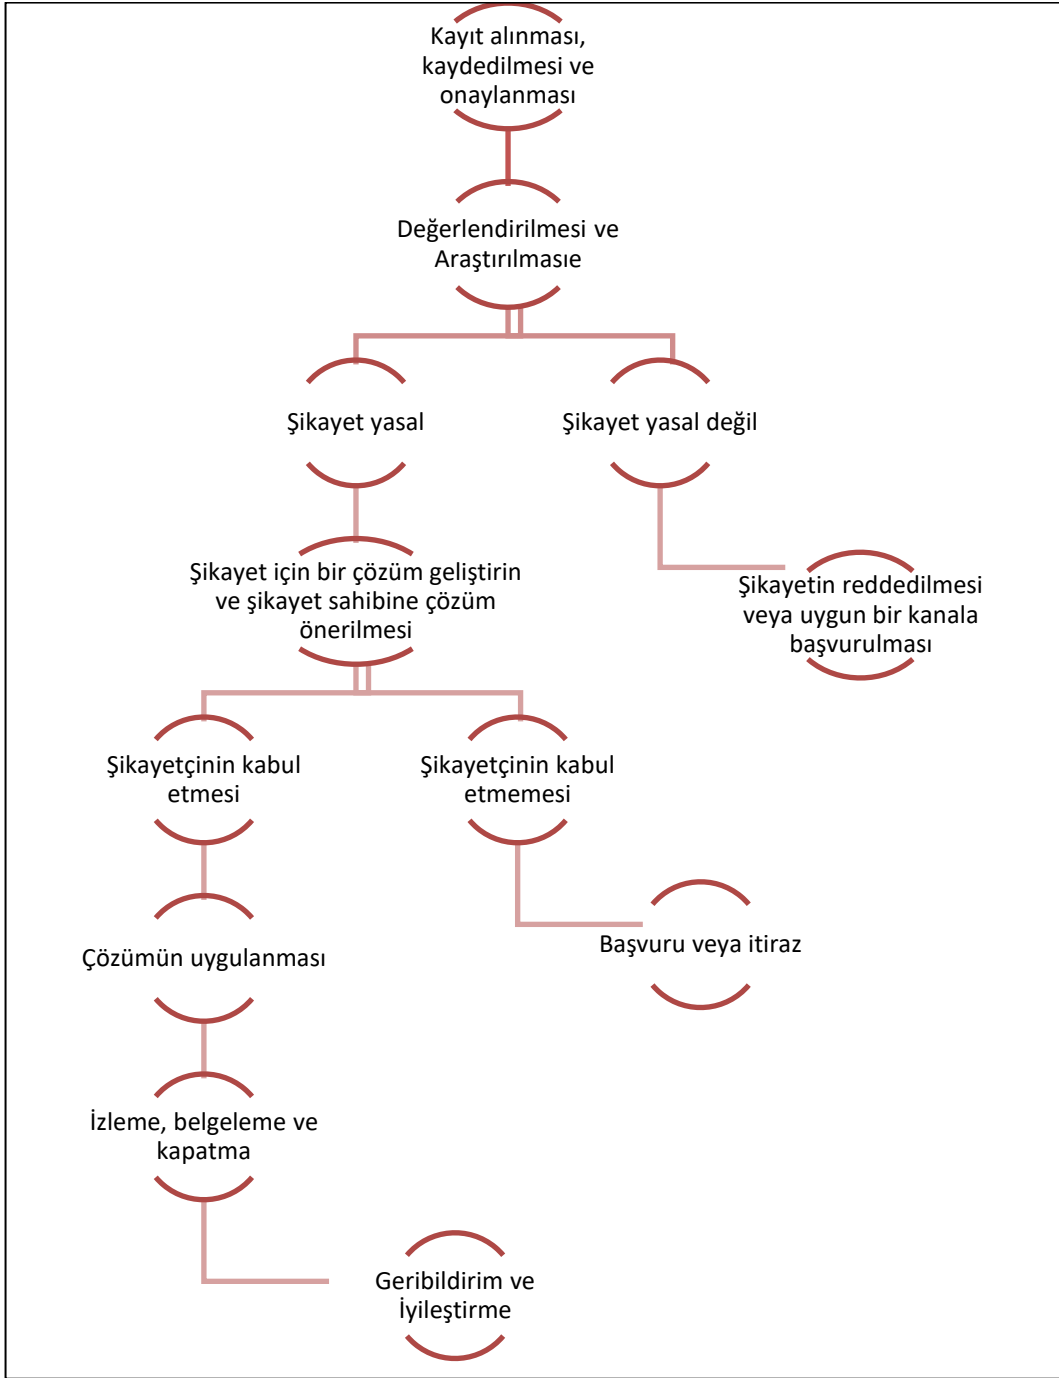 Kayıt alınması,
kaydedilmesi ve
onaylanması
Değerlendirilmesi ve
Araştırılmasıe
Şikayet yasal
Şikayet yasal değil
Şikayet için bir çözüm geliştirin
ve şikayet sahibine çözüm
önerilmesi
Şikayetin reddedilmesi
veya uygun bir kanala
başvurulması
Şikayetçinin kabul
etmesi
Şikayetçinin kabul
etmemesi
Çözümün uygulanması
Başvuru veya itiraz
İzleme, belgeleme ve
kapatma
Geribildirim ve
İyileştirme